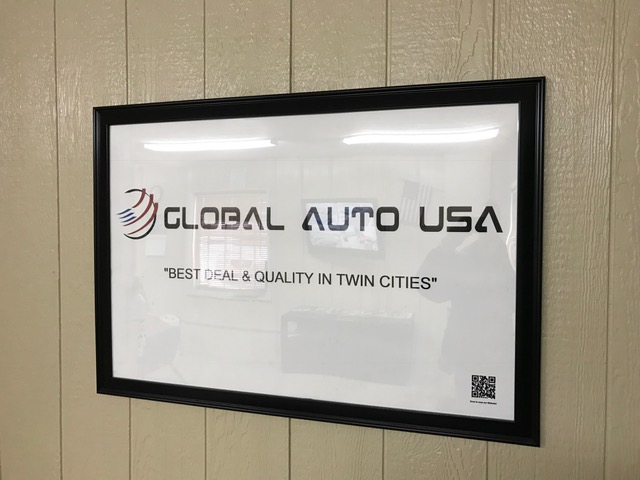 GLOBAL AUTO USA
"BEST DEAL & QUALITY IN TWIN CITIES"